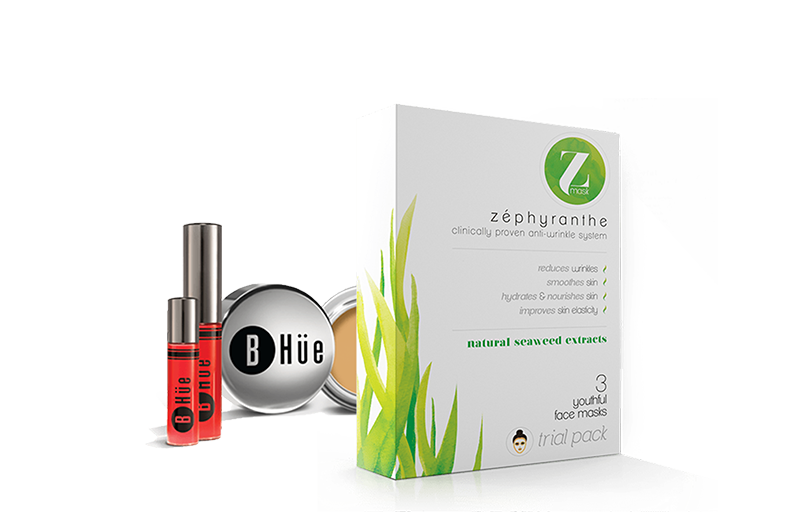 B Hüe
B Hüe
B Hüe
Z
mask
zéphyranthe
clinically proven anti-wrinkle system
reduces wrinkles
smoothes skin
hydrates & nourishes skin
improves skin elasticity
natural seaweed extracts
3
youthful
face masks
trial pack